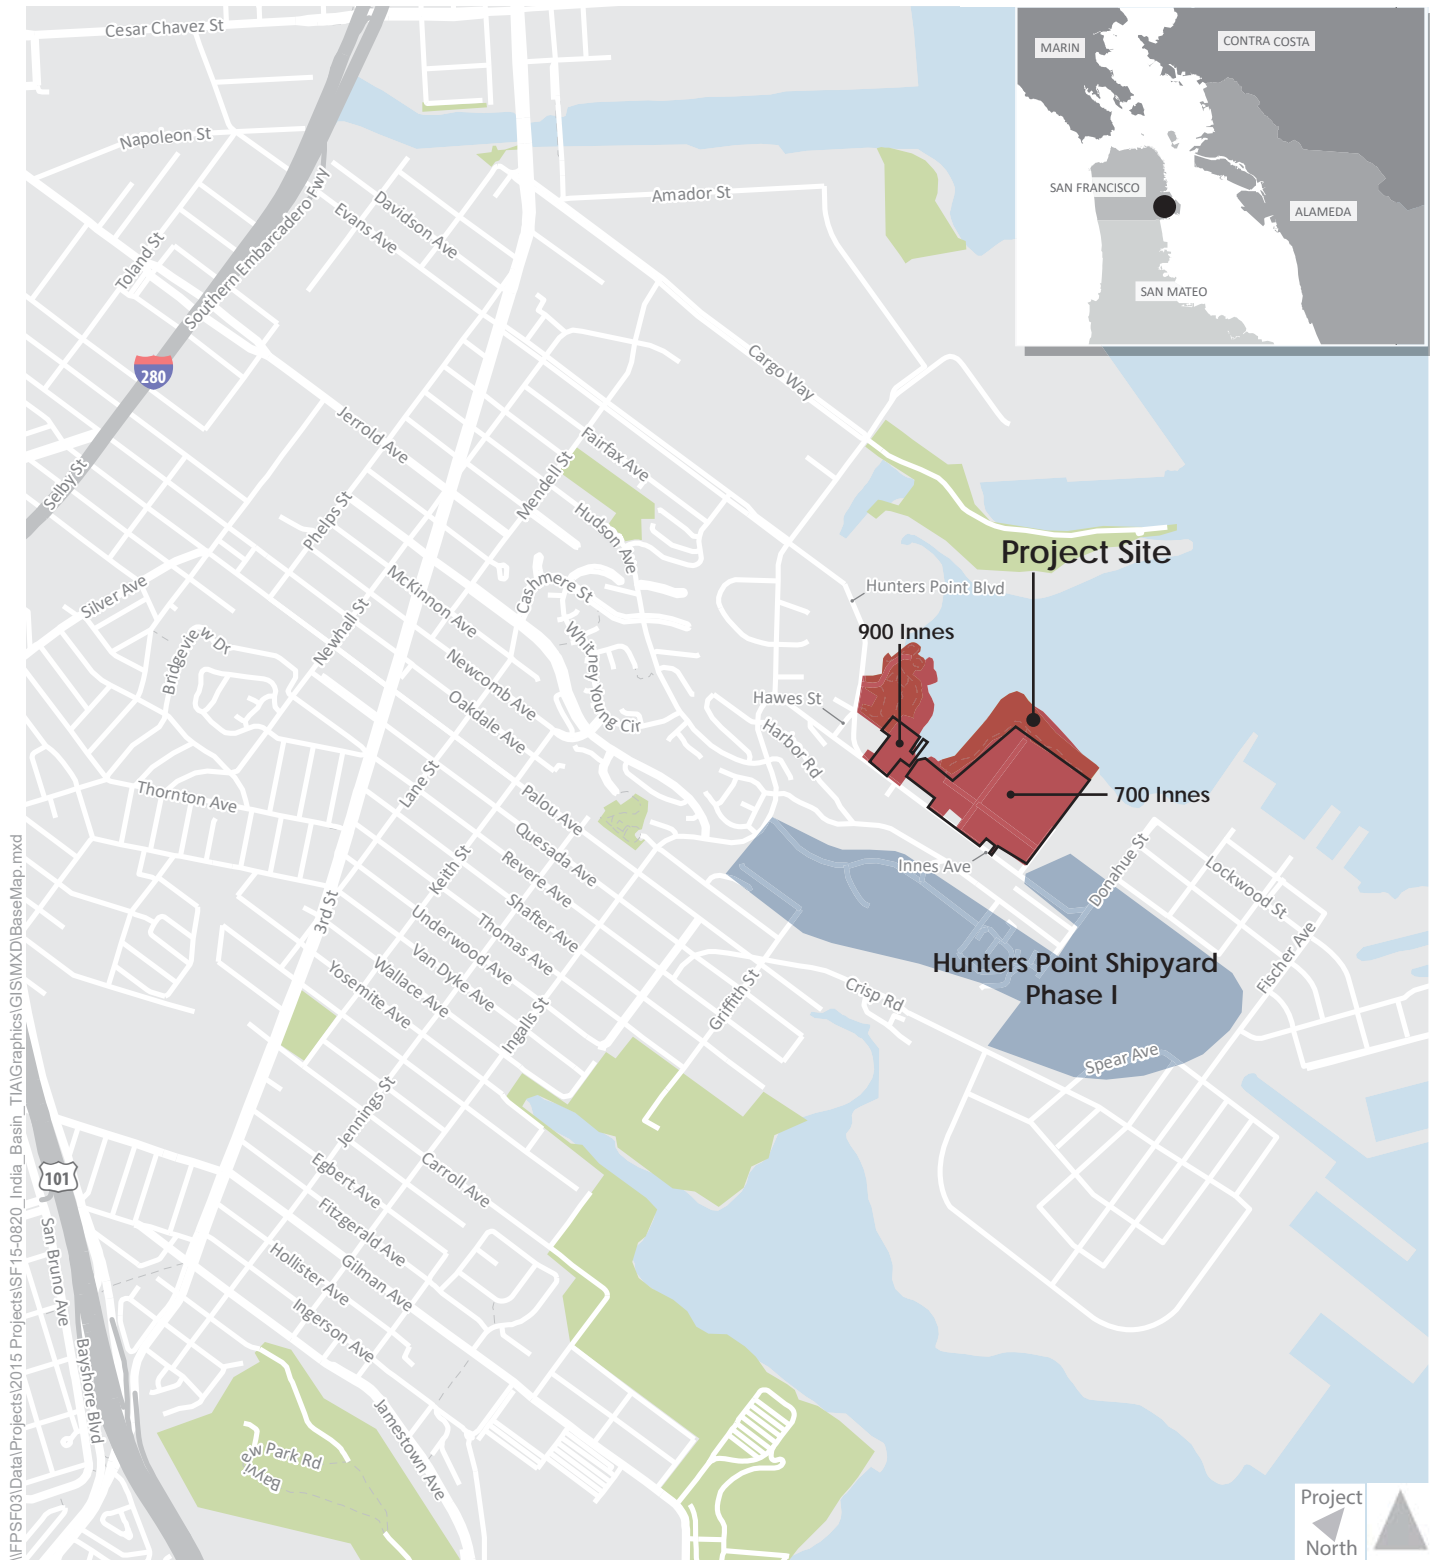 Cesar Chavez St
MARIN
CONTRA COSTA
Napoleon St
SAN FRANCISCO
ALAMEDA
SAN MATEO
Amador St
Davidson Ave
Evans Ave
Southern Embarcadero Fwy
Toland St
280
Cargo Way
Jerrold Ave
Fairfax Ave
Selby St
Mendell St
Phelps St
Hudson Ave
Project Site
McKinnon Ave
Cashmere St
Hunters Point Blvd
Silver Ave
Newhall St
900 Innes
Bridgeview Dr
Whitney Young Cir
Newcomb Ave
Oakdale Ave
Hawes St
Harbor Rd
Lane St
Thornton Ave
700 Innes
Palou Ave
Quesada Ave
Revere Ave
Innes Ave
Donahue St
Lockwood St
Keith St
3rd St
Shafter Ave
Thomas Ave
Underwood Ave
Van Dyke Ave
Wallace Ave
Yosemite Ave
Fischer Ave
Hunters Point Shipyard
Phase I
Griffith St
Crisp Rd
Ingalls St
Spear Ave
Jennings St
101
Egbert Ave
Carroll Ave
Fitzgerald Ave
San Bruno Ave
Hollister Ave
Gilman Ave
Ingerson Ave
Bayshore Blvd
Jamestown Ave
Bayview Park Rd
Project
North
\\FPSF03\Data\Projects\2015 Projects\SF15-0820_India_Basin_TIA\Graphics\GIS\MXD\BaseMap.mxd